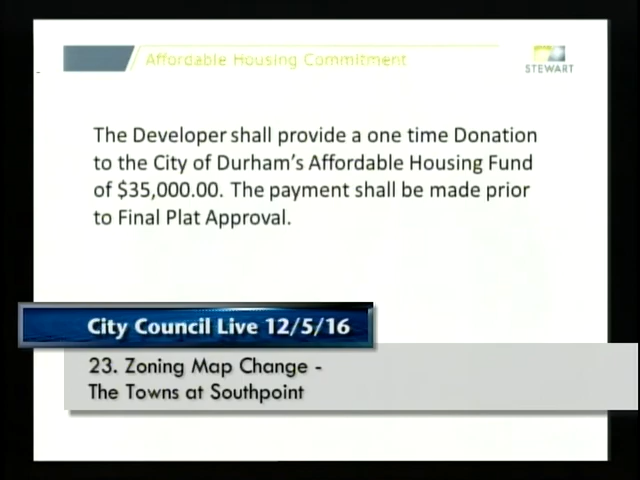 Affordable Housing Commitment
STEWART
The Developer shall provide a one time Donation
to the City of Durham's Affordable Housing Fund
of $35,000.00. The payment shall be made prior
to Final Plat Approval.
City Council Live 12/5/16
23. Zoning Map Change -
The Towns at Southpoint